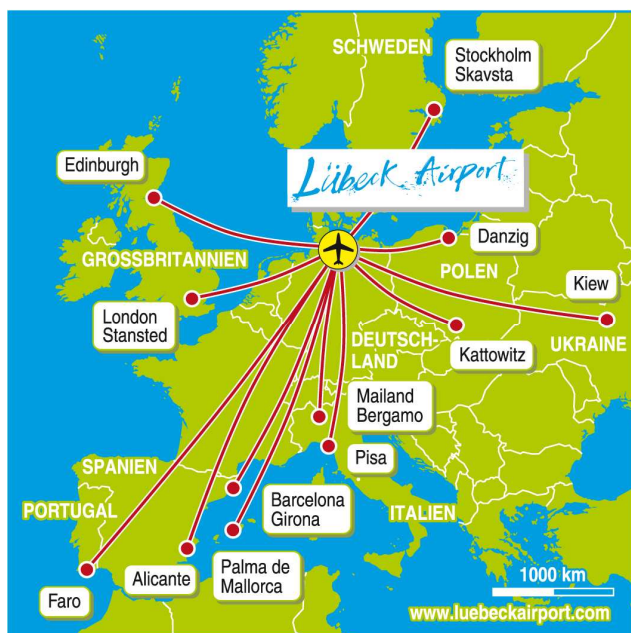 SCHWEDEN
Stockholm
Skavsta
Edinburgh
Lübeck Airport
GROSSBRITANNIEN
Danzig
POLEN
Kiew
London
Stansted
DEUTSCH-
LAND
Kattowitz
UKRAINE
Mailand
Bergamo
Pisa
SPANIEN
PORTUGAL
Barcelona
Girona
ITALIEN
Faro
Alicante
Palma de
Mallorca
1000 km
www.luebeckairport.com